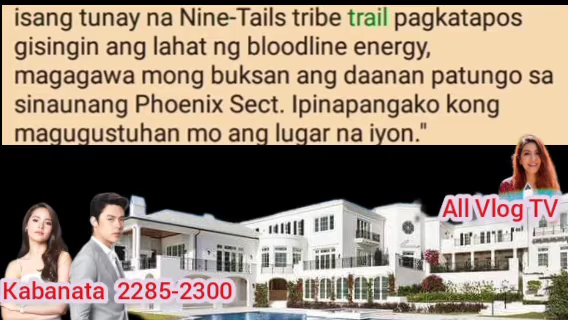 isang tunay na Nine-Tails tribe trail pagkatapos
gisingin ang lahat ng bloodline energy,
magagawa mong buksan ang daanan patungo sa
sinaunang Phoenix Sect. Ipinapangako kong
magugustuhan mo ang lugar na iyon."
All Vlog TV
Kabanata 2285-2300